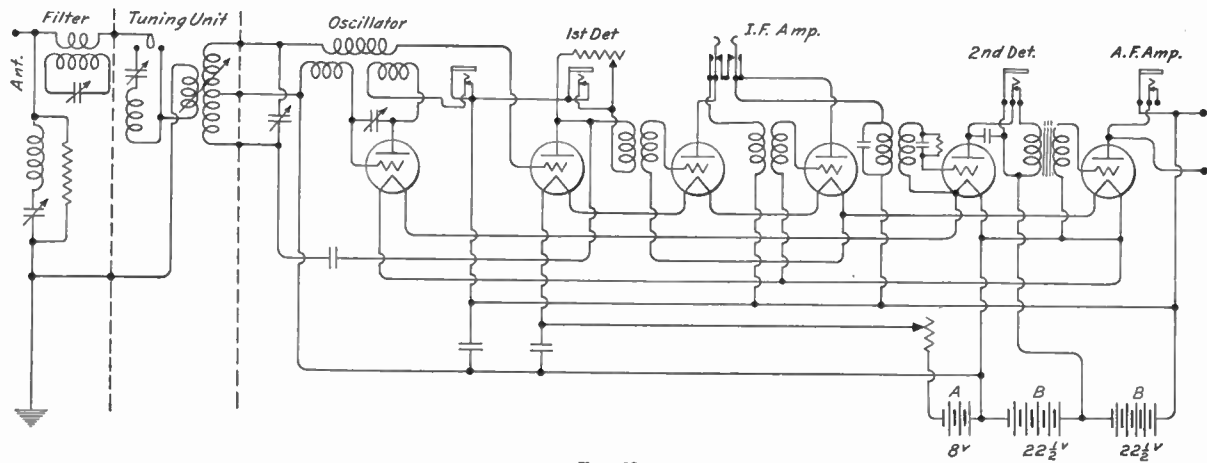 Filter
Tuning Unit
Oscillator
1st Det
I.F. Amp.
2nd Det.
A.F. Amp.
Ant.
A
B
B
8v
22½v
22½v